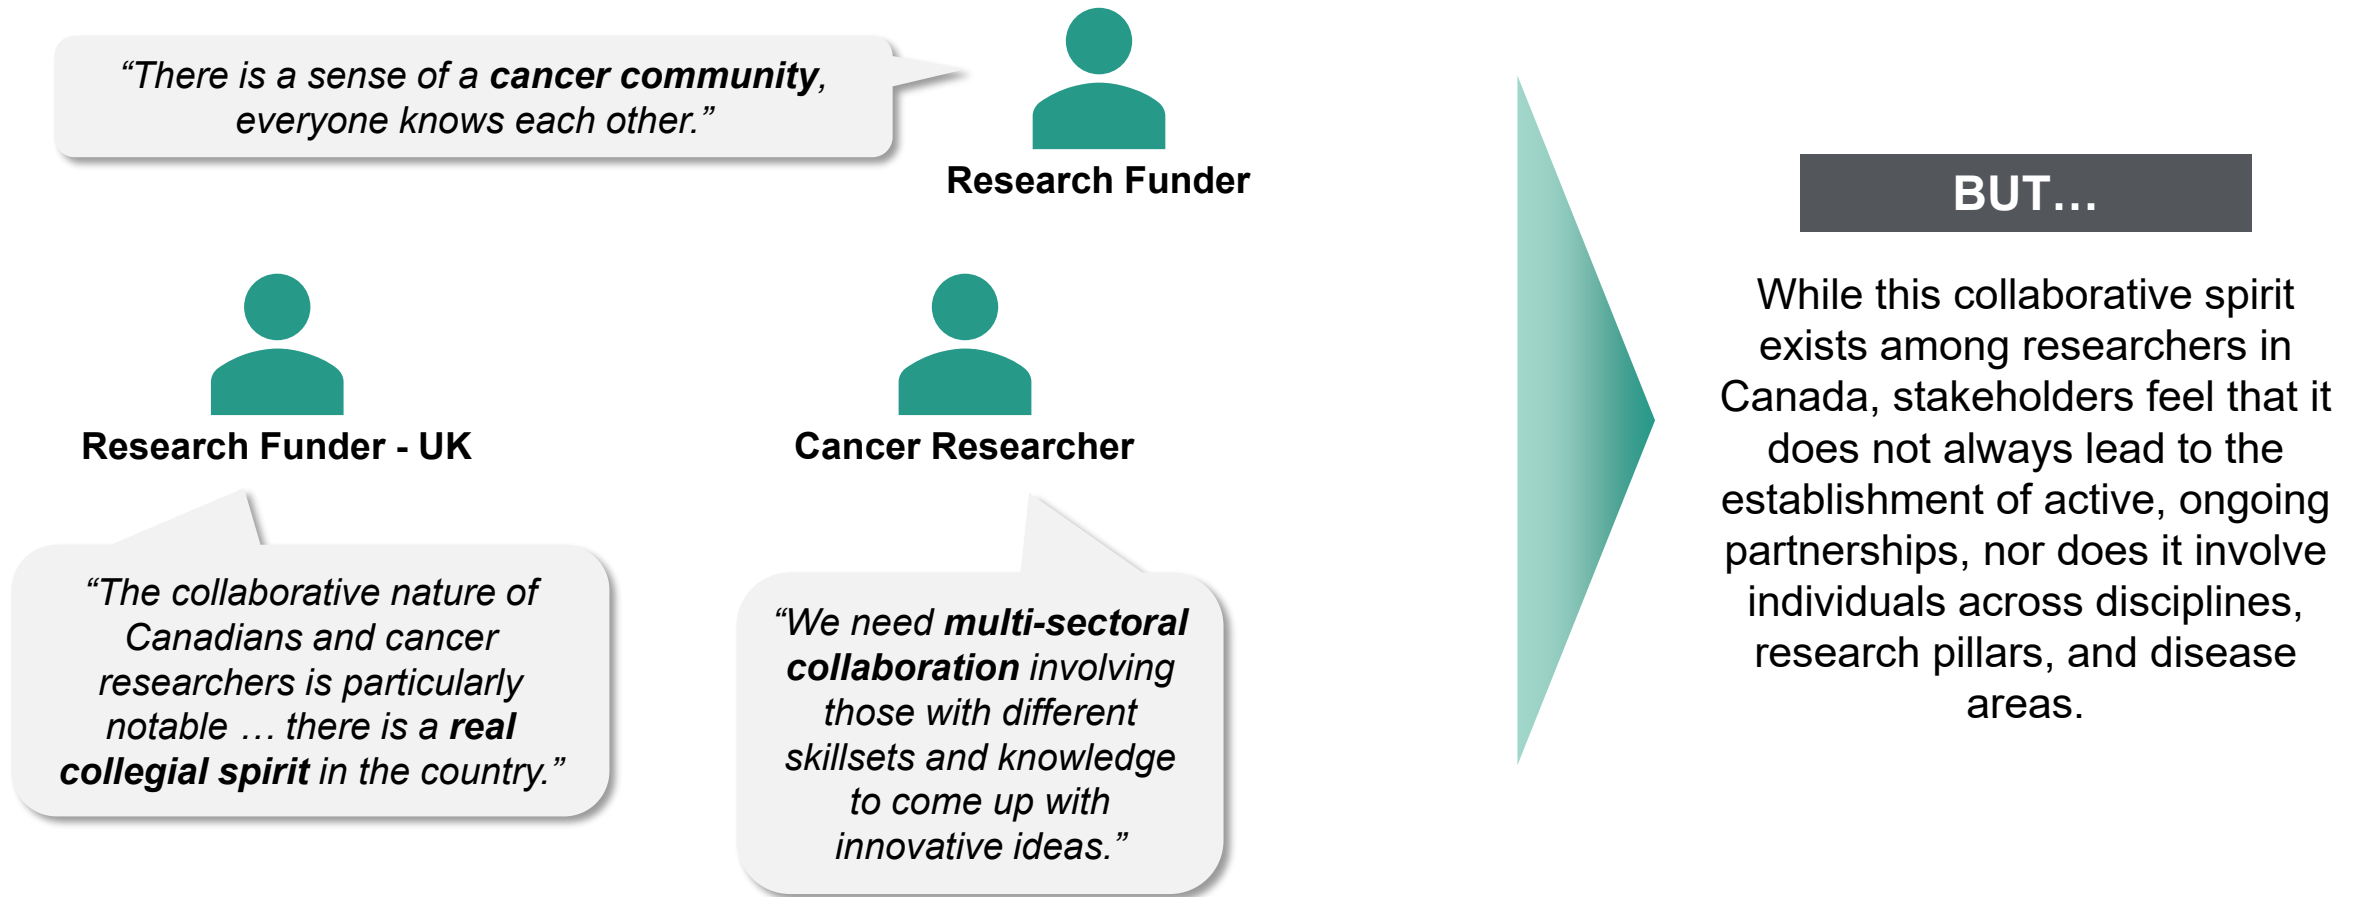 “There is a sense of a cancer community,
everyone knows each other.”
Research Funder
Research Funder - UK
“The collaborative nature of
Canadians and cancer
researchers is particularly
notable … there is a real
collegial spirit in the country.”
Cancer Researcher
“We need multi-sectoral
collaboration involving
those with different
skillsets and knowledge
to come up with
innovative ideas.”
BUT…
While this collaborative spirit
exists among researchers in
Canada, stakeholders feel that it
does not always lead to the
establishment of active, ongoing
partnerships, nor does it involve
individuals across disciplines,
research pillars, and disease
areas.